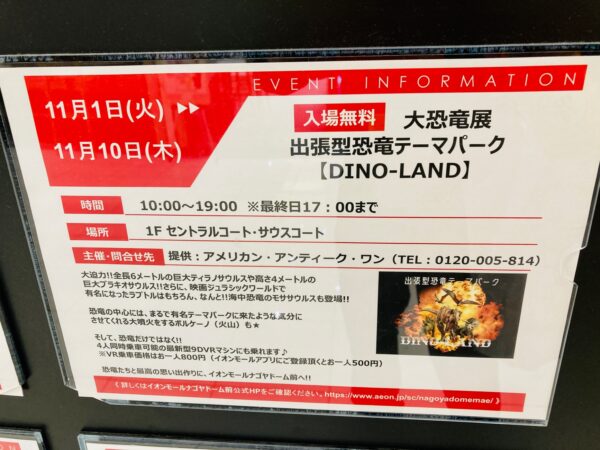 EVENT INFORMATION
11月1日(火) ▶▶
11月10日(木)
入場無料 大恐竜展
出張型恐竜テーマパーク
【DINO-LAND】
時間 10:00〜19:00 ※最終日17：00まで
場所 1F セントラルコート・サウスコート
主催・問合せ先 提供：アメリカン・アンティーク・ワン（TEL：0120-005-814）
大迫力!!全長6メートルの巨大ティラノサウルスや高さ4メートルの
巨大ブラキオサウルス!!さらに、映画ジュラシックワールドで
有名になったラプトルはもちろん、なんと!!海中恐竜のモササウルスも登場!!
恐竜の中心には、まるで有名テーマパークに来たような気分に
させてくれる大噴火をするボルケーノ（火山）も★
そして、恐竜だけではなく!!
4人同時乗車可能の最新型9DVRマシンにも乗れます♪
※VR乗車価格はお一人800円（イオンモールアプリにご登録頂くとお一人500円）
恐竜たちと最高の思い出作りに、イオンモールナゴヤドーム前へ!!
出張型恐竜テーマパーク
DINO-LAND
《 詳しくはイオンモールナゴヤドーム前公式HPをご確認ください。https://www.aeon.jp/sc/nagoyadomemae/ 》